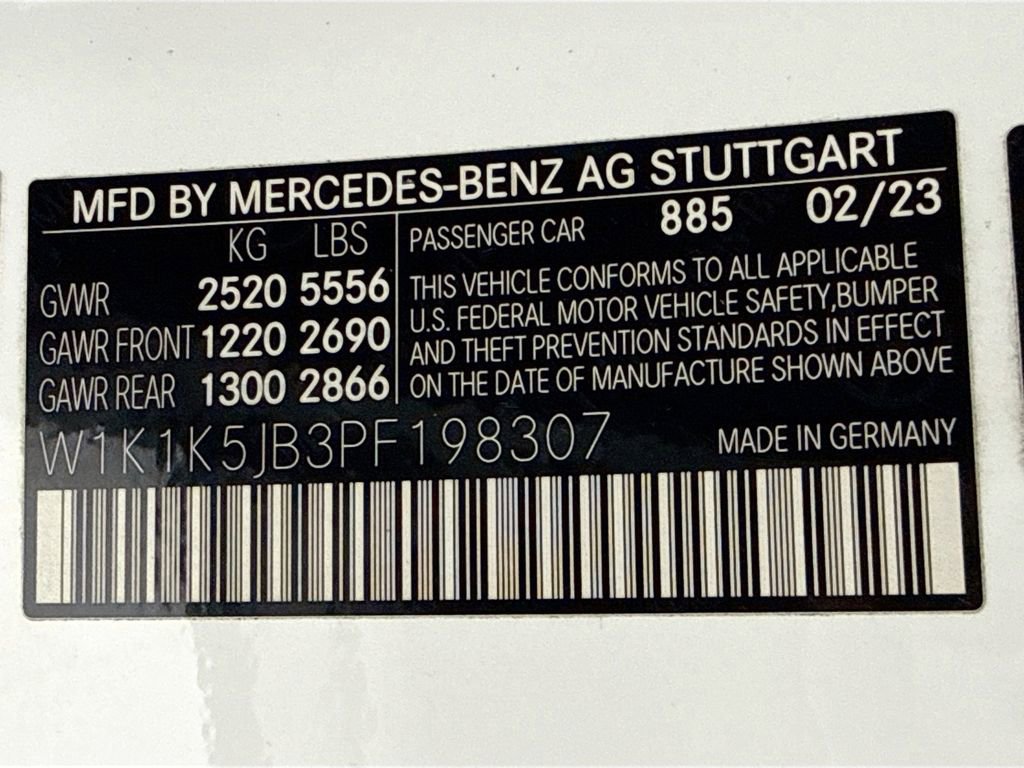 MFD BY MERCEDES-BENZ AG STUTTGART
KG LBS
GVWR 2520 5556
GAWR FRONT 1220 2690
GAWR REAR 1300 2866
PASSENGER CAR 885 02/23
THIS VEHICLE CONFORMS TO ALL APPLICABLE
U.S. FEDERAL MOTOR VEHICLE SAFETY,BUMPER
AND THEFT PREVENTION STANDARDS IN EFFECT
ON THE DATE OF MANUFACTURE SHOWN ABOVE
W1K1K5JB3PF198307
MADE IN GERMANY